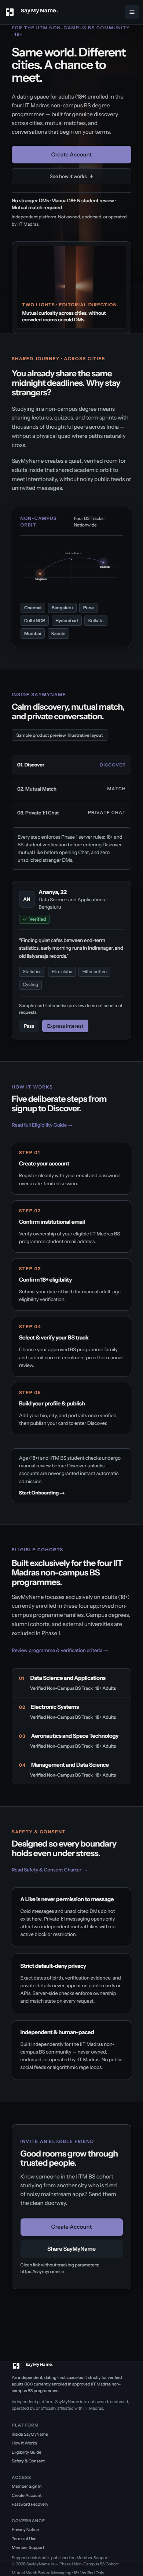 Say My Name.
FOR THE IITM NON-CAMPUS BS COMMUNITY
· 18+
Same world. Different
cities. A chance to
meet.
A dating space for adults (18+) enrolled in the
IIT Madras non-campus BS degree
programmes — built for genuine discovery
across cities, mutual interest, and
conversations that begin on your terms.
Create Account
See how it works ↓
No stranger DMs · Manual 18+ & student review ·
Mutual match required
Independent platform. Not owned, endorsed, or operated
by IIT Madras.
TWO LIGHTS · EDITORIAL DIRECTION
Mutual curiosity across cities, without
crowded rooms or cold DMs.
SHARED JOURNEY · ACROSS CITIES
You already share the same
midnight deadlines. Why stay
strangers?
Studying in a non-campus degree means
sharing lectures, quizzes, and term sprints with
thousands of thoughtful peers across India —
without a physical quad where paths naturally
cross.
SayMyName creates a quiet, verified room for
adults inside that shared academic orbit to
meet intentionally, without noisy public feeds or
uninvited messages.
NON-CAMPUS
ORBIT
Four BS Tracks ·
Nationwide
Mutual Match
Bengaluru
Chennai
Chennai
Bengaluru
Pune
Delhi NCR
Hyderabad
Kolkata
Mumbai
Ranchi
INSIDE SAYMYNAME
Calm discovery, mutual match,
and private conversation.
Sample product preview · Illustrative layout
01. Discover
DISCOVER
02. Mutual Match
MATCH
03. Private 1:1 Chat
PRIVATE CHAT
Every step enforces Phase 1 server rules: 18+ and
BS student verification before entering Discover,
mutual Like before opening Chat, and zero
unsolicited stranger DMs.
AN
Ananya, 22
Data Science and Applications ·
Bengaluru
✓ Verified
"Finding quiet cafes between end-term
statistics, early morning runs in Indiranagar, and
old Ilaiyaraaja records."
Statistics
Film clubs
Filter coffee
Cycling
Sample card · Interactive preview does not send real
requests
Pass
Express Interest
HOW IT WORKS
Five deliberate steps from
signup to Discover.
Read full Eligibility Guide →
STEP 01
Create your account
Register cleanly with your email and password
over a rate-limited session.
STEP 02
Confirm institutional email
Verify ownership of your eligible IIT Madras BS
programme student email address.
STEP 03
Confirm 18+ eligibility
Submit your date of birth for manual adult-age
eligibility verification.
STEP 04
Select & verify your BS track
Choose your approved BS programme family
and current enrolment proof for manual
review.
STEP 05
Build your profile & publish
Add your bio, city, and portraits once verified,
then publish your card to enter Discover.
Age (18+) and IITM BS student checks undergo
manual review before Discover unlocks —
accounts are never granted instant automatic
admission.
Start Onboarding →
ELIGIBLE COHORTS
Built exclusively for the four IIT
Madras non-campus BS
programmes.
SayMyName focuses exclusively on adults (18+)
currently enrolled in these four non-campus
BS programme families. Campus degrees,
alumni cohorts, and external universities are
excluded in Phase 1.
Review programme & verification criteria →
01 Data Science and Applications
Verified Non-Campus BS Track · 18+ Adults
02 Electronic Systems
Verified Non-Campus BS Track · 18+ Adults
03 Aeronautics and Space Technology
Verified Non-Campus BS Track · 18+ Adults
04 Management and Data Science
Verified Non-Campus BS Track · 18+ Adults
SAFETY & CONSENT
Designed so every boundary
holds even under stress.
Read Safety & Consent Charter →
A Like is never permission to message
Cold messages and unsolicited DMs do not
exist here. Private 1:1 messaging opens only
after two independent mutual Likes with no
active block or restriction.
Strict default-deny privacy
Exact dates of birth, verification evidence, and
private details never appear in public cards or
APIs. Server-side checks enforce ownership
and match state on every request.
Independent & human-paced
Built independently for the IIT Madras non-
campus BS community — never owned,
endorsed, or operated by IIT Madras. No public
social feeds or algorithmic rage loops.
INVITE AN ELIGIBLE FRIEND
Good rooms grow through
trusted people.
Know someone in the IITM BS cohort
studying from another city who is tired
of noisy mainstream apps? Send them
the clean doorway.
Create Account
Share SayMyName
Clean link without tracking parameters:
https://saymyname.in
Say My Name.
An independent, dating-first space built strictly for verified
adults (18+) currently enrolled in approved IIT Madras non-
campus BS programmes.
Independent platform: SayMyName.in is not owned, endorsed,
operated by, or officially affiliated with IIT Madras.
PLATFORM
Inside SayMyName
How It Works
Eligibility Guide
Safety & Consent
ACCESS
Member Sign In
Create Account
Password Recovery
GOVERNANCE
Privacy Notice
Terms of Use
Member Support
Support desk details published on Member Support.
© 2026 SayMyName.in — Phase 1 Non-Campus BS Cohort
Mutual Match Before Messaging · 18+ Verified Only